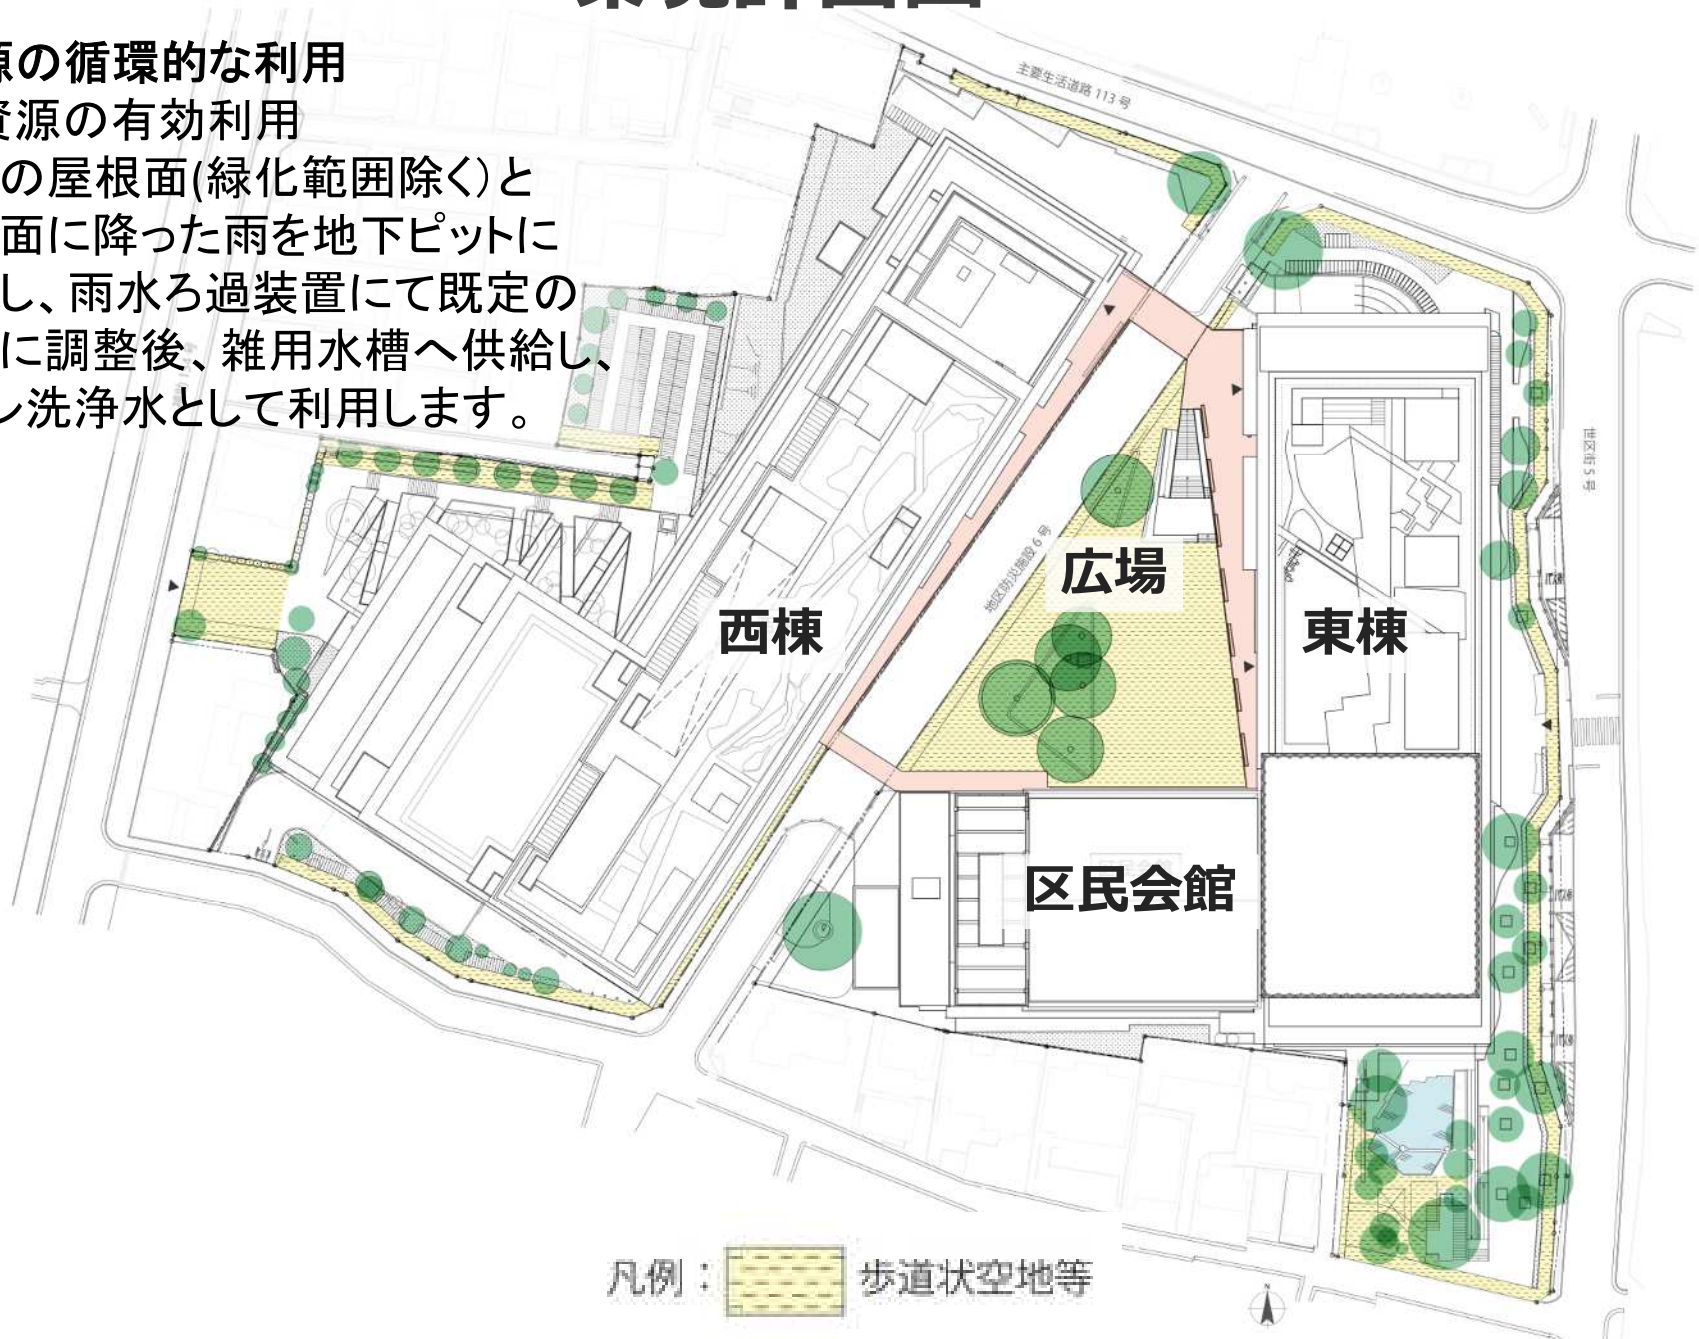 源の循環的な利用
資源の有効利用
の屋根面(緑化範囲除く)と
面に降った雨を地下ピットに
し、雨水ろ過装置にて既定の
に調整後、雑用水槽へ供給し、
レ洗浄水として利用します。
主要生活道路 113 号
世区街 5 号
地区防災施設 6 号
広場
西棟
東棟
区民会館
凡例：
歩道状空地等
N